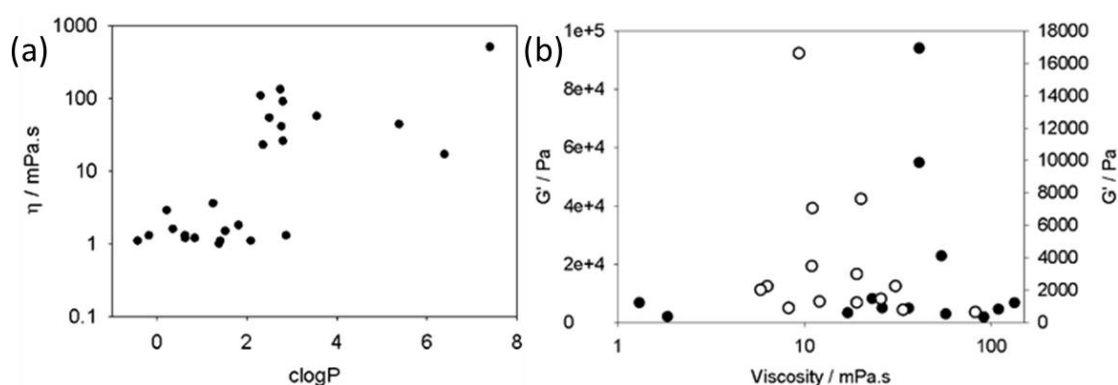 (a)
η / mPa.s
1000
100
10
1
0.1
0 2 4 6 8
clogP
(b)
G' / Pa
1e+5
8e+4
6e+4
4e+4
2e+4
0
18000
16000
14000
12000
10000
8000
6000
4000
2000
0
G' / Pa
1 10 100
Viscosity / mPa.s